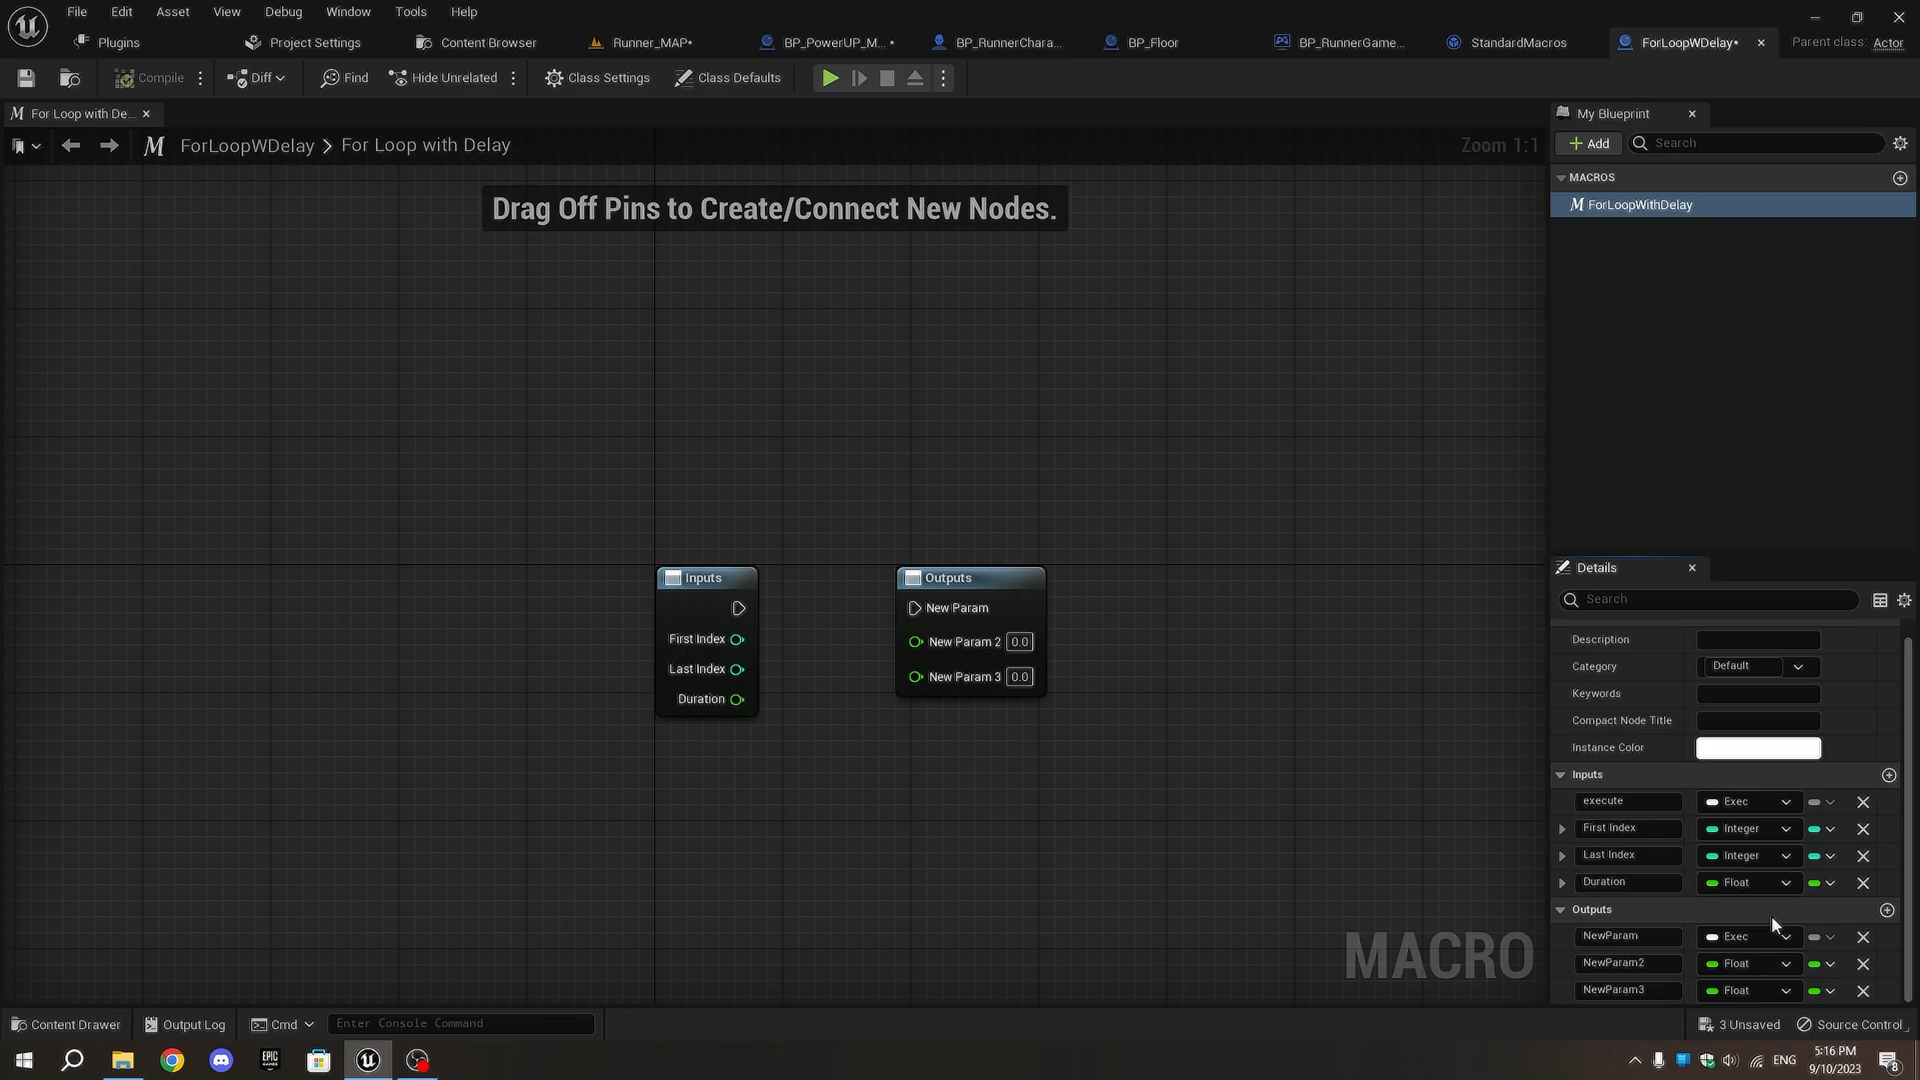 File Edit Asset View Debug Window Tools Help
Plugins Project Settings Content Browser Runner_MAP* BP_PowerUP_M... * BP_RunnerChara... BP_Floor BP_RunnerGame... StandardMacros ForLoopWDelay* Parent class: Actor
Compile Diff Find Hide Unrelated Class Settings Class Defaults
For Loop with De...
ForLoopWDelay > For Loop with Delay
Zoom 1:1
Drag Off Pins to Create/Connect New Nodes.
Inputs
First Index
Last Index
Duration
Outputs
New Param
New Param 2 0.0
New Param 3 0.0
MACRO
My Blueprint
Add Search
MACROS
ForLoopWithDelay
Details
Search
Description
Category Default
Keywords
Compact Node Title
Instance Color
Inputs
execute Exec
First Index Integer
Last Index Integer
Duration Float
Outputs
NewParam Exec
NewParam2 Float
NewParam3 Float
Content Drawer Output Log Cmd Enter Console Command 3 Unsaved Source Control
EPIC GAMES
ENG
5:16 PM
9/10/2023
8